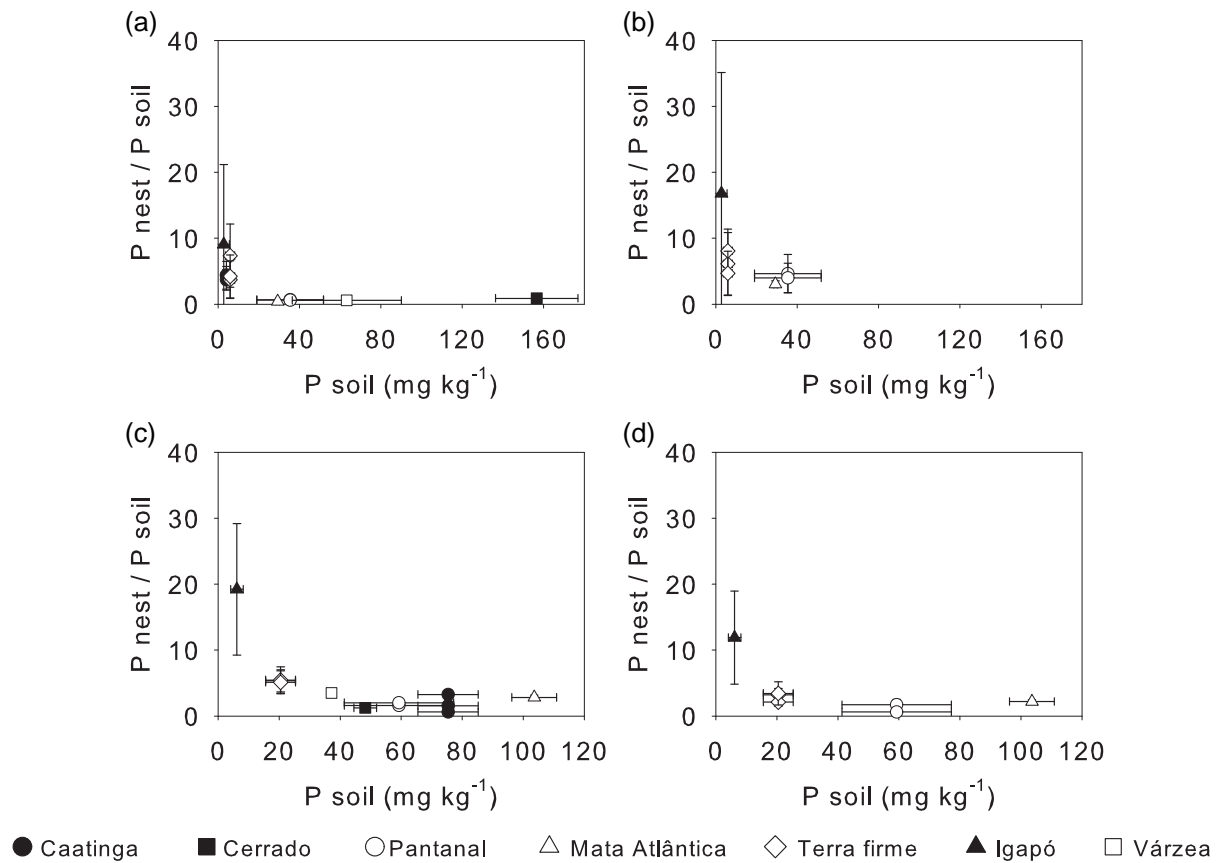 (a)
40
30
20
10
0
P nest / P soil
0 40 80 120 160
P soil (mg kg⁻¹)
(b)
40
30
20
10
0
P nest / P soil
0 40 80 120 160
P soil (mg kg⁻¹)
(c)
40
30
20
10
0
P nest / P soil
0 20 40 60 80 100 120
P soil (mg kg⁻¹)
(d)
40
30
20
10
0
P nest / P soil
0 20 40 60 80 100 120
P soil (mg kg⁻¹)
Caatinga Cerrado Pantanal Mata Atlântica Terra firme Igapó Várzea